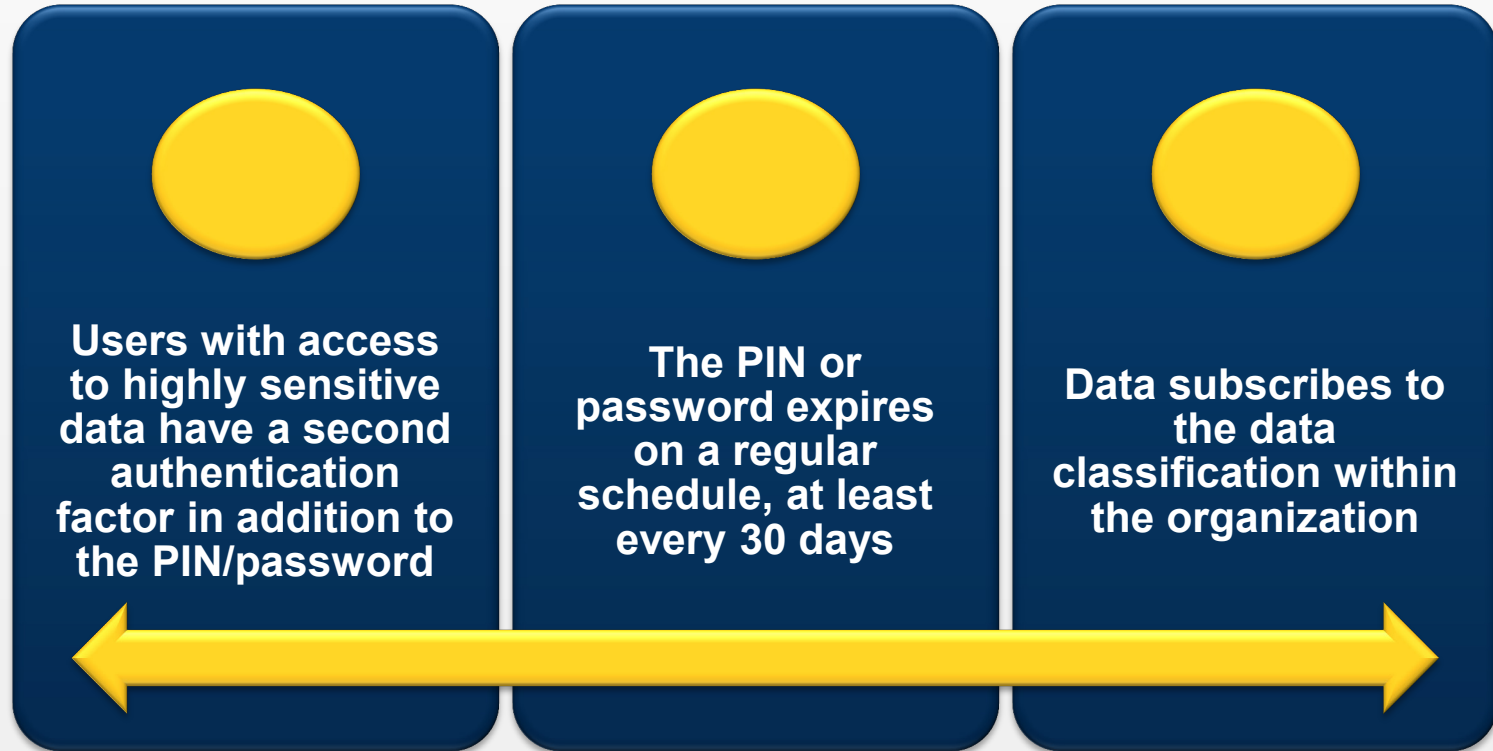 Users with access
to highly sensitive
data have a second
authentication
factor in addition to
the PIN/password
The PIN or
password expires
on a regular
schedule, at least
every 30 days
Data subscribes to
the data
classification within
the organization